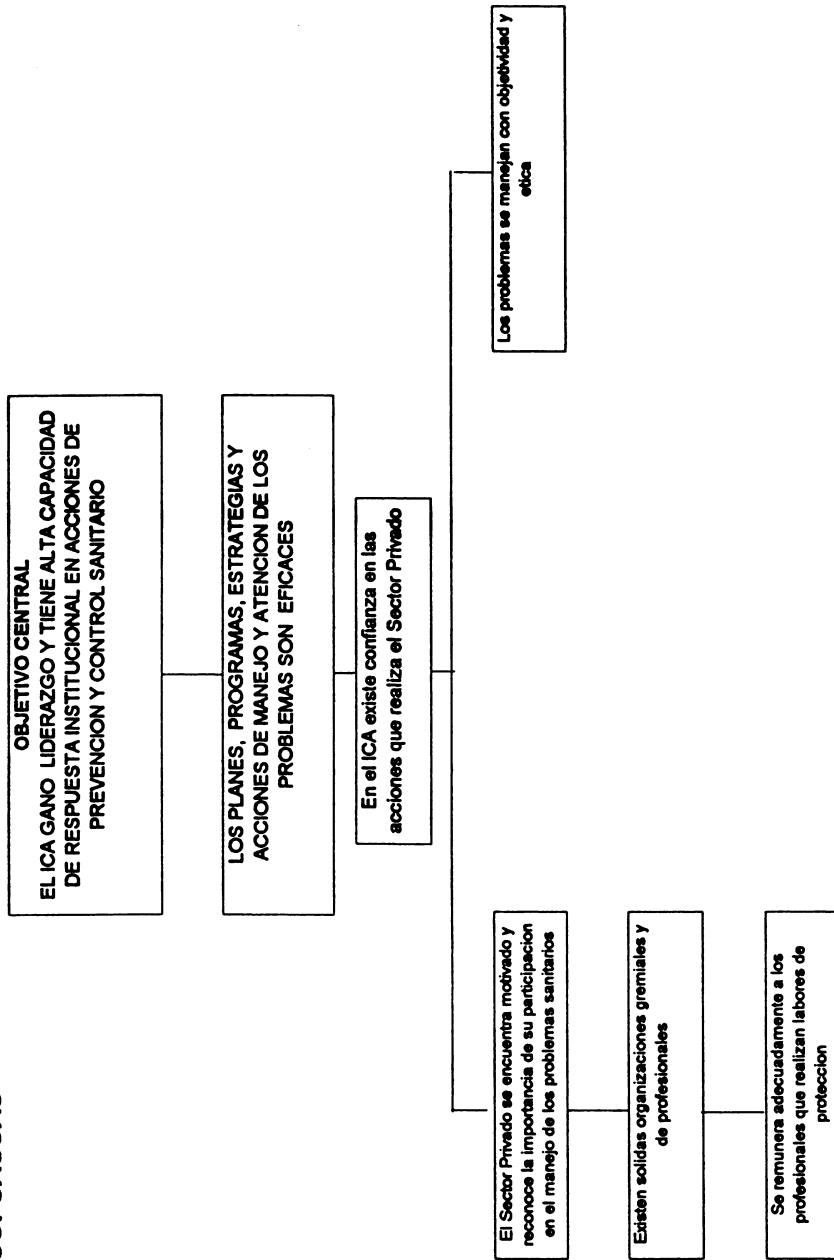 OBJETIVO CENTRAL
EL ICA GANO LIDERAZGO Y TIENE ALTA CAPACIDAD
DE RESPUESTA INSTITUCIONAL EN ACCIONES DE
PREVENCION Y CONTROL SANITARIO
LOS PLANES, PROGRAMAS, ESTRATEGIAS Y
ACCIONES DE MANEJO Y ATENCION DE LOS
PROBLEMAS SON EFICACES
En el ICA existe confianza en las
acciones que realiza el Sector Privado
El Sector Privado se encuentra motivado y
reconoce la importancia de su participacion
en el manejo de los problemas sanitarios
Existen solidas organizaciones gremiales y
de profesionales
Se remunera adecuadamente a los
profesionales que realizan labores de
proteccion
Los problemas se manejan con objetividad y
etica